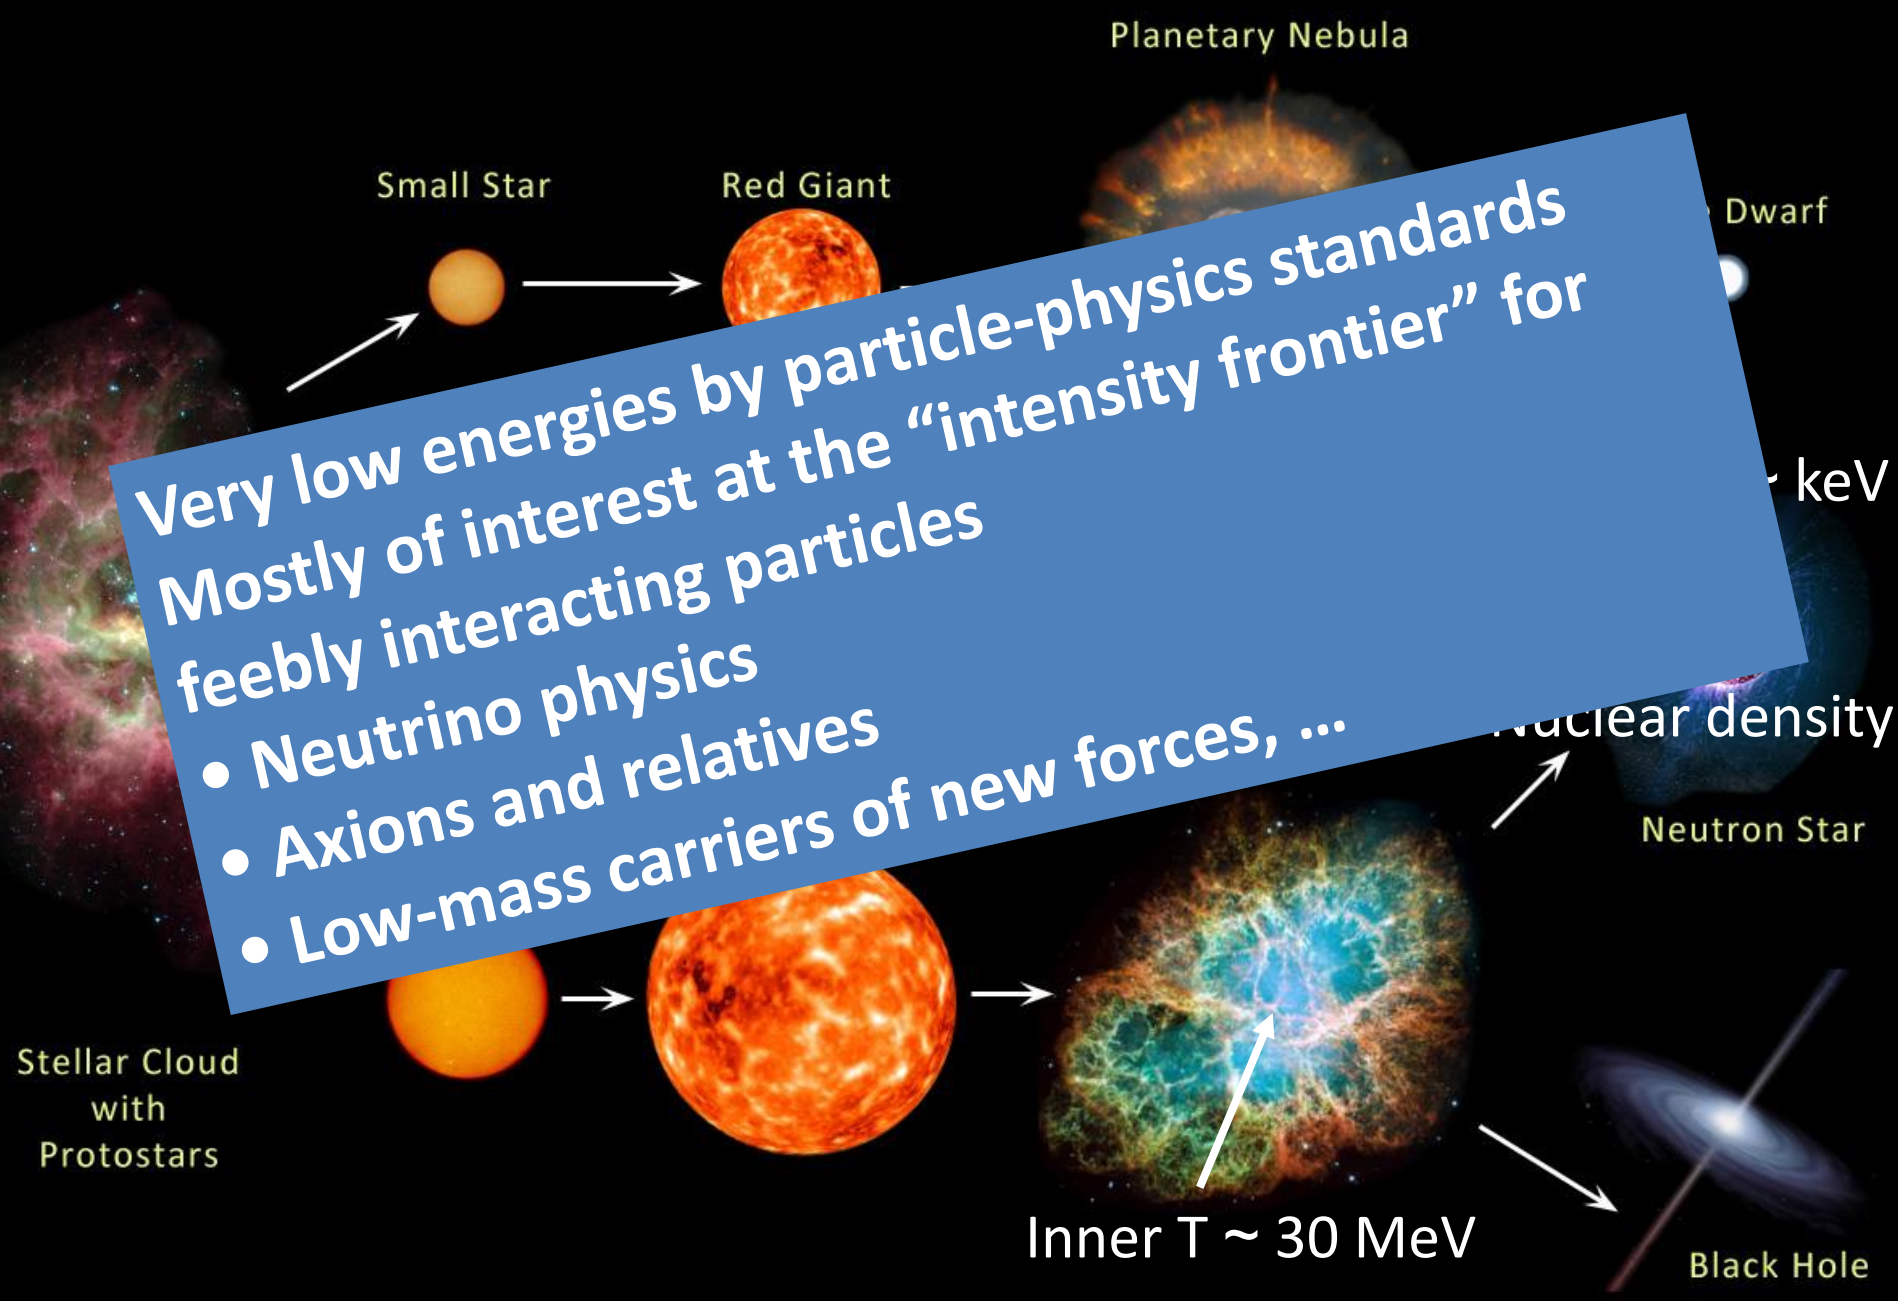 Planetary Nebula
Small Star
Red Giant
Dwarf
Very low energies by particle-physics standards
Mostly of interest at the “intensity frontier” for
feebly interacting particles
• Neutrino physics
• Axions and relatives
• Low-mass carriers of new forces, ...
~ keV
Nuclear density
Neutron Star
Stellar Cloud
with
Protostars
Inner T ~ 30 MeV
Black Hole